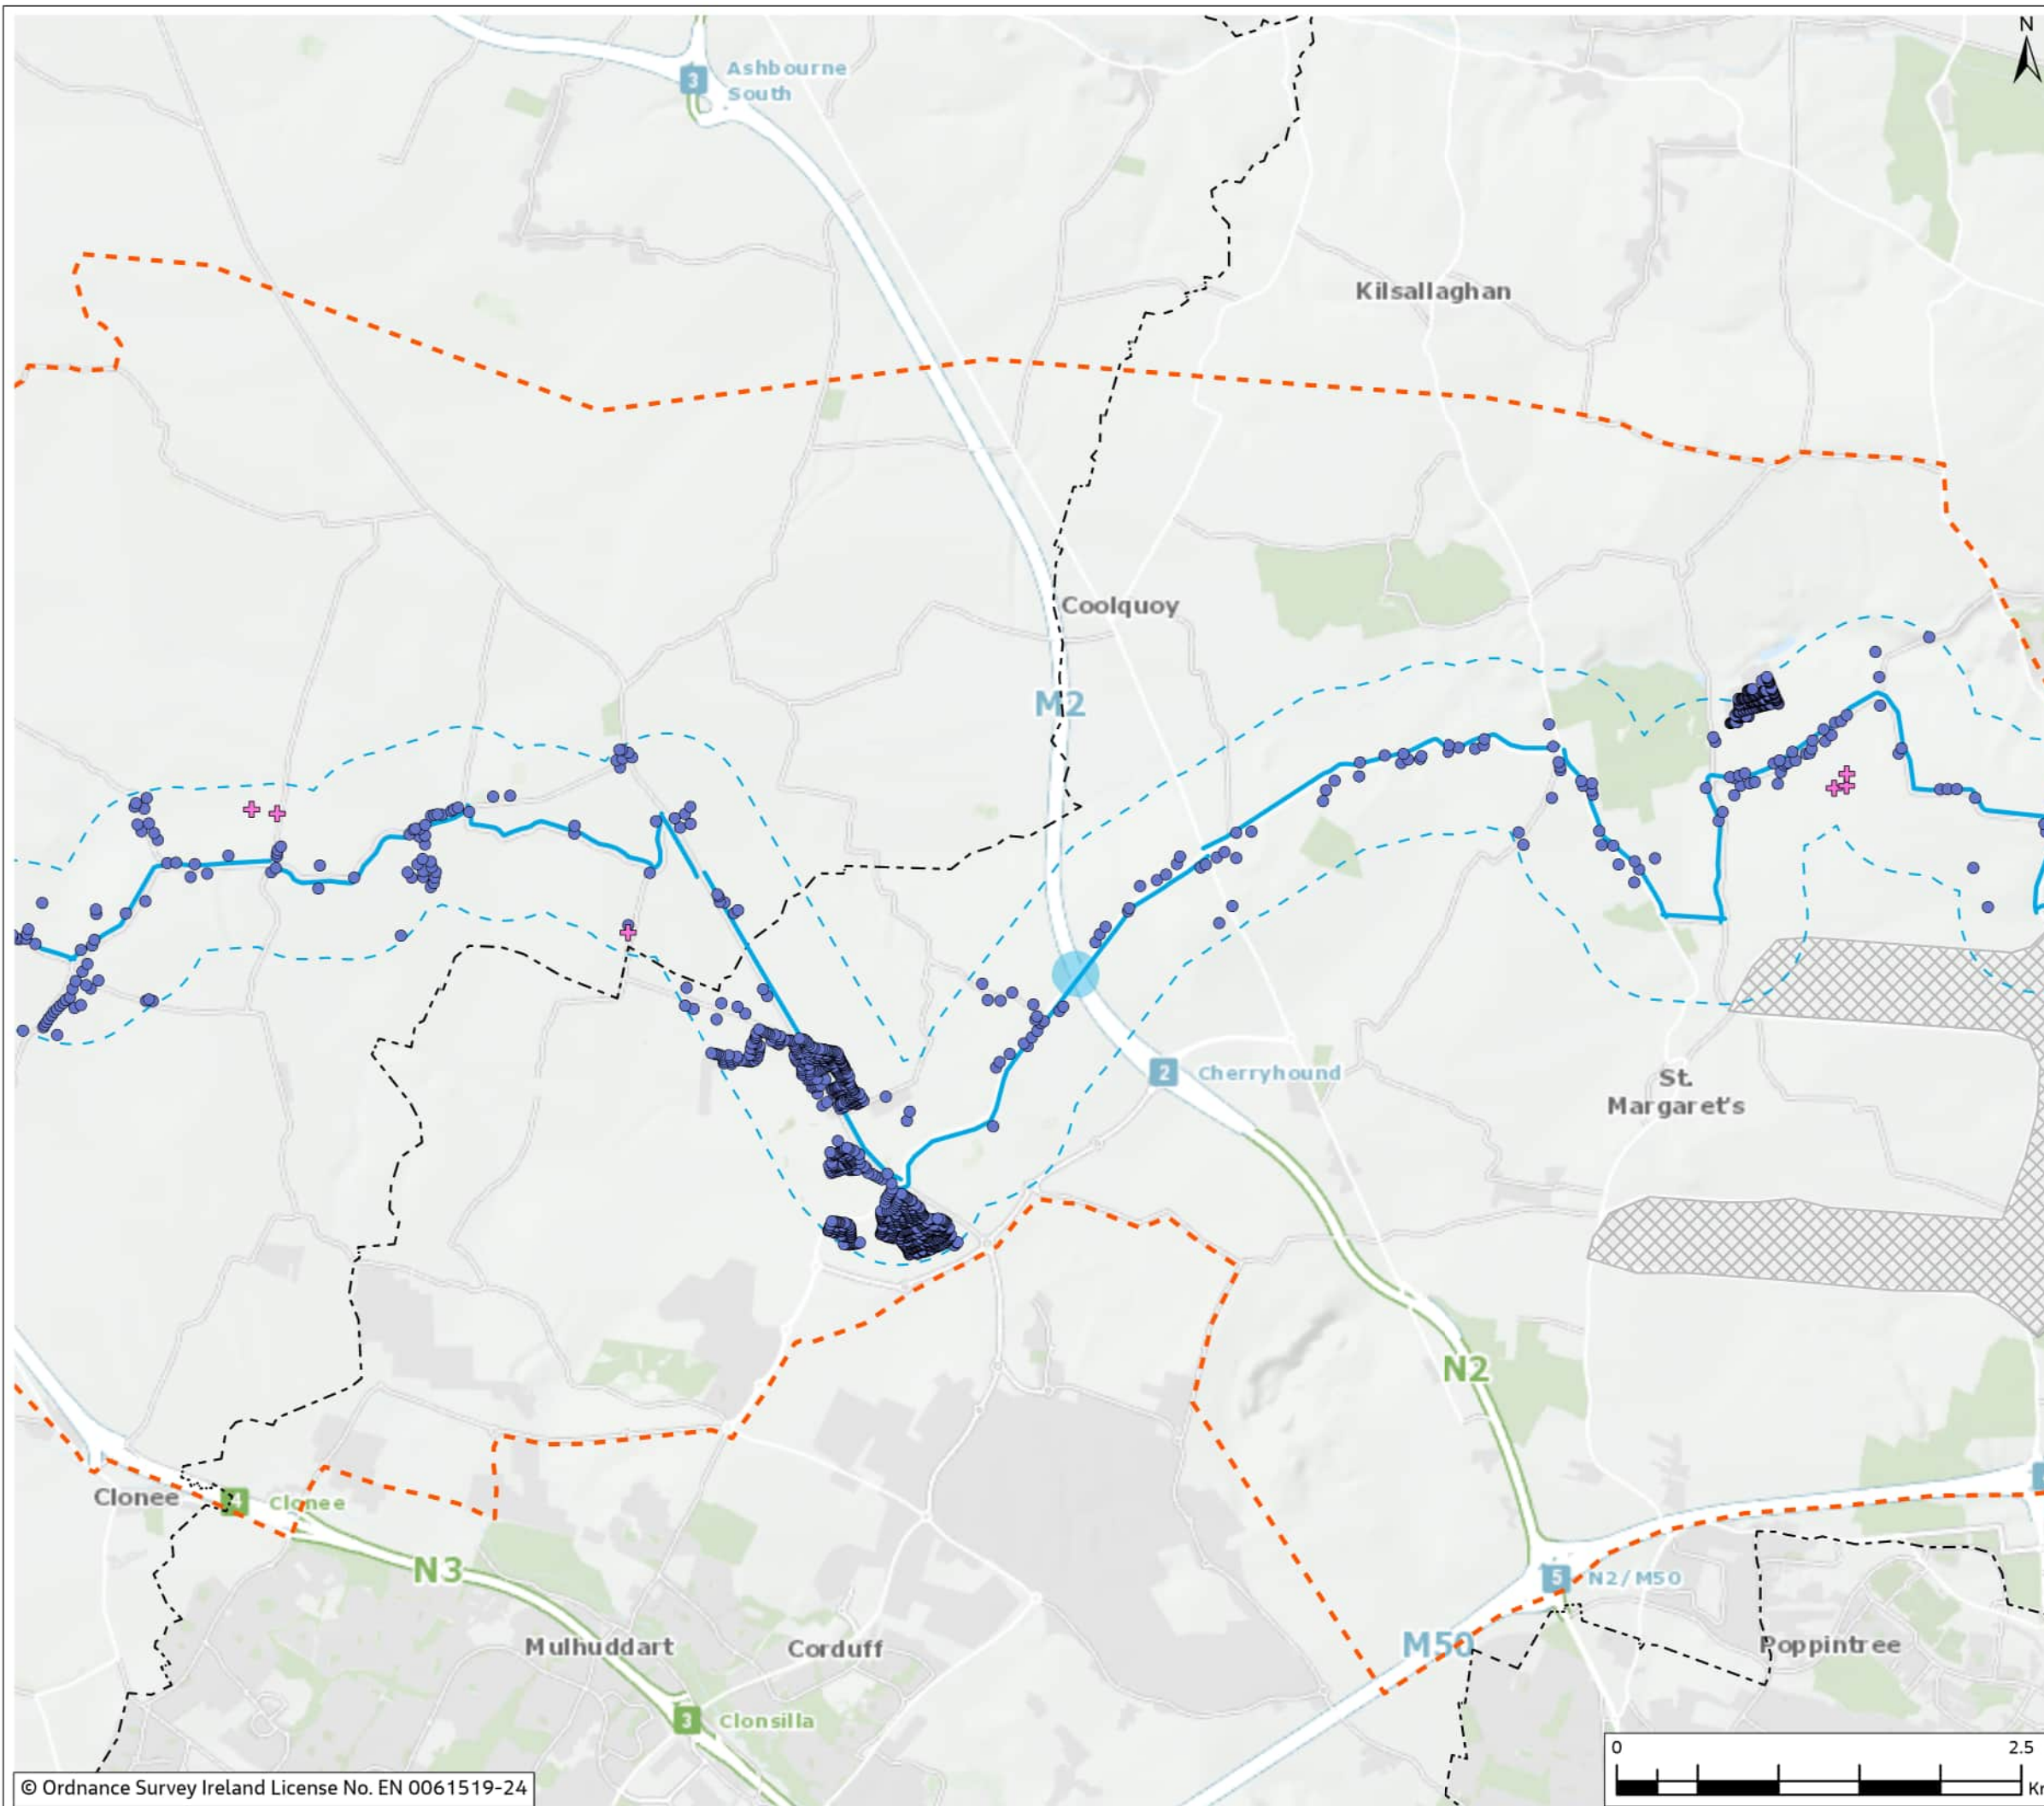 N
3
Ashbourne
South
Kilsallaghan
Coolquoy
M2
2
Cherryhound
St.
Margaret's
N2
Clonee
4
Clonee
N3
5
N2/M50
Mulhuddart
Corduff
M50
Poppintree
3
Clonsilla
0
2.5
© Ordnance Survey Ireland License No. EN 0061519-24